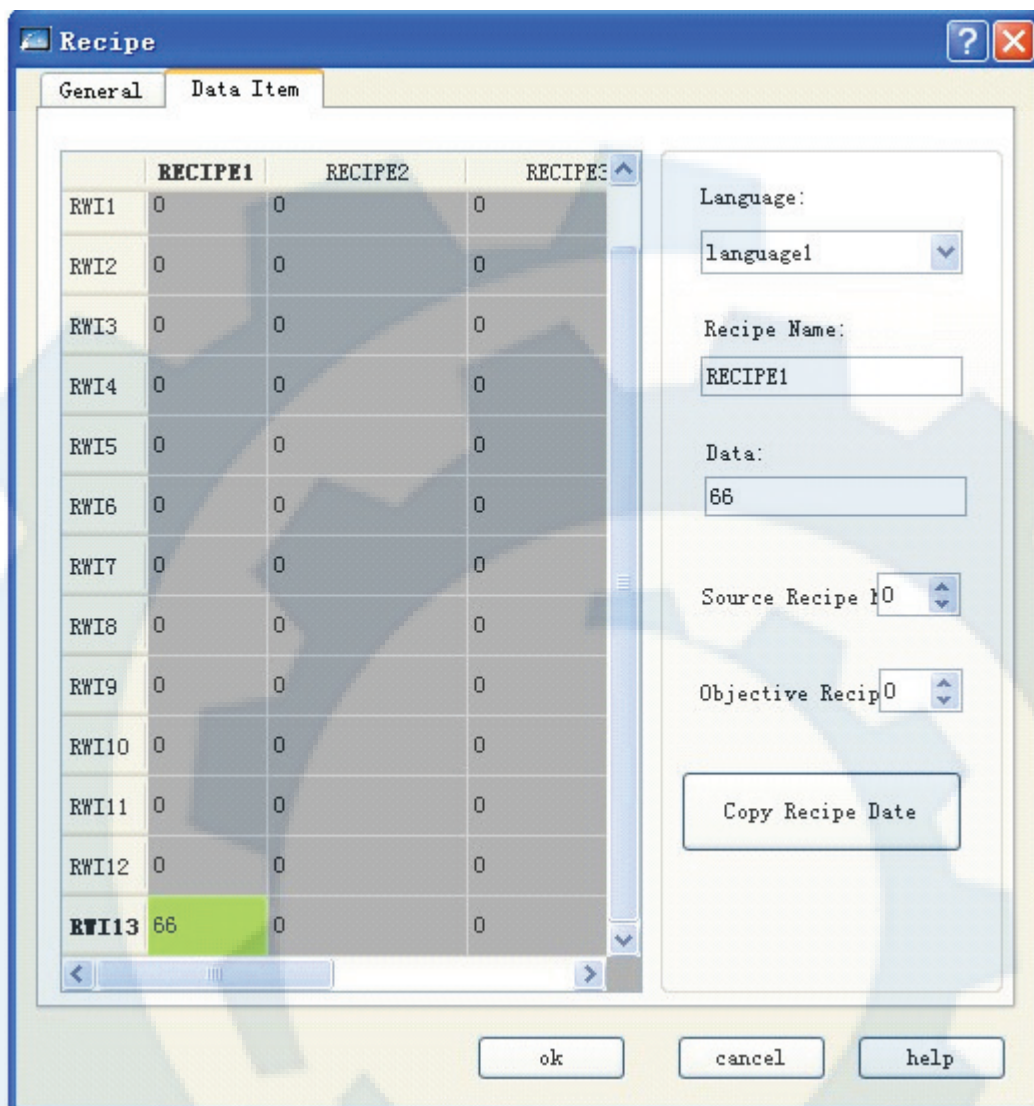 Recipe
General Data Item
RECIPE1 RECIPE2 RECIPE3
RWI1 0 0 0
RWI2 0 0 0
RWI3 0 0 0
RWI4 0 0 0
RWI5 0 0 0
RWI6 0 0 0
RWI7 0 0 0
RWI8 0 0 0
RWI9 0 0 0
RWI10 0 0 0
RWI11 0 0 0
RWI12 0 0 0
RWI13 66 0 0
Language:
language1
Recipe Name:
RECIPE1
Data:
66
Source Recipe 0
Objective Recip 0
Copy Recipe Date
ok cancel help